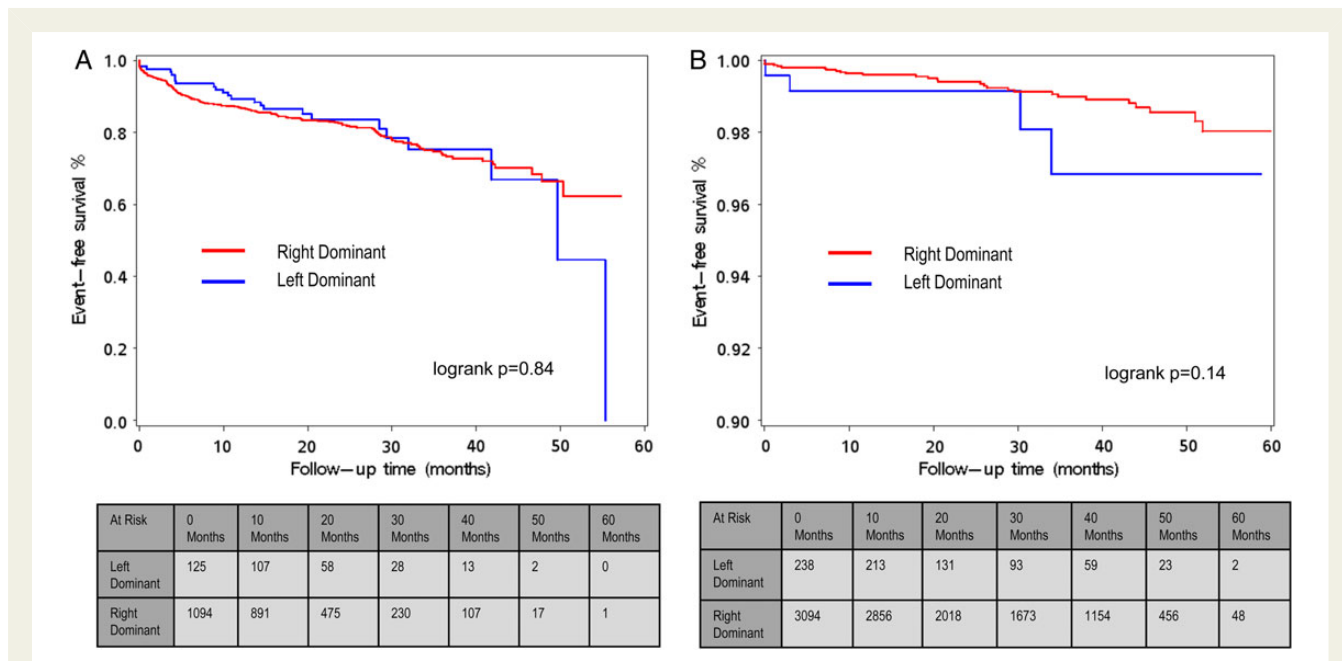 A
1.0
0.8
0.6
0.4
0.2
0.0
Event—free survival %
Right Dominant
Left Dominant
logrank p=0.84
0 10 20 30 40 50 60
Follow—up time (months)
At Risk 0 Months 10 Months 20 Months 30 Months 40 Months 50 Months 60 Months
Left Dominant 125 107 58 28 13 2 0
Right Dominant 1094 891 475 230 107 17 1
B
1.00
0.98
0.96
0.94
0.92
0.90
Event—free survival %
Right Dominant
Left Dominant
logrank p=0.14
0 10 20 30 40 50 60
Follow—up time (months)
At Risk 0 Months 10 Months 20 Months 30 Months 40 Months 50 Months 60 Months
Left Dominant 238 213 131 93 59 23 2
Right Dominant 3094 2856 2018 1673 1154 456 48